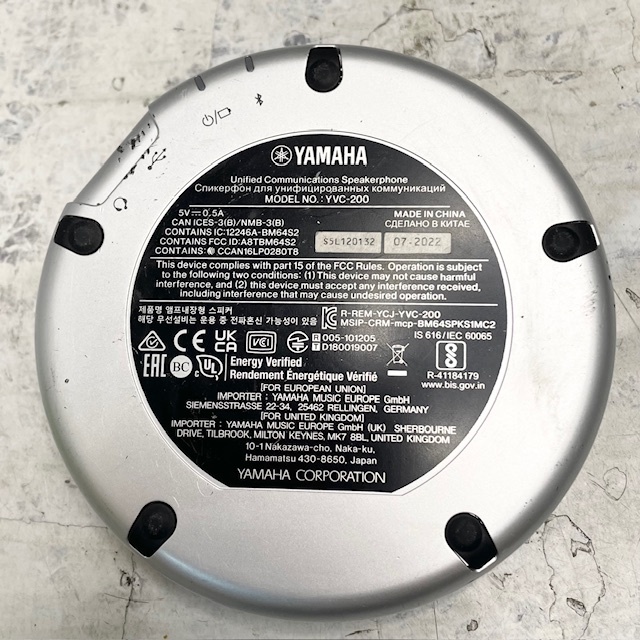 YAMAHA
Unified Communications Speakerphone
Спикерфон для унифицированных коммуникаций
MODEL NO.: YVC-200
5V⎓0.5A
CAN ICES-3(B)/NMB-3(B)
CONTAINS IC:12246A-BM64S2
CONTAINS FCC ID:A8TBM64S2
CONTAINS: CCAN16LP0280T8
MADE IN CHINA
СДЕЛАНО В КИТАЕ
S5L120132 07-2022
This device complies with part 15 of the FCC Rules. Operation is subject
to the following two conditions: (1) This device may not cause harmful
interference, and (2) this device must accept any interference received,
including interference that may cause undesired operation.
제품명 앰프내장형 스피커
해당 무선설비는 운용 중 전파혼신 가능성이 있음
R-REM-YCJ-YVC-200
MSIP-CRM-mcp-BM64SPKS1MC2
CE UK CA VCI R 005-101205
T D180019007
IS 616/IEC 60065
EAC BC UL
Energy Verified
Rendement Énergétique Vérifié
R-41184179
www.bis.gov.in
[FOR EUROPEAN UNION]
IMPORTER : YAMAHA MUSIC EUROPE GmbH
SIEMENSSTRASSE 22-34, 25462 RELLINGEN, GERMANY
[FOR UNITED KINGDOM]
IMPORTER : YAMAHA MUSIC EUROPE GmbH (UK) SHERBOURNE
DRIVE, TILBROOK, MILTON KEYNES, MK7 8BL, UNITED KINGDOM
10-1 Nakazawa-cho, Naka-ku,
Hamamatsu 430-8650, Japan
YAMAHA CORPORATION